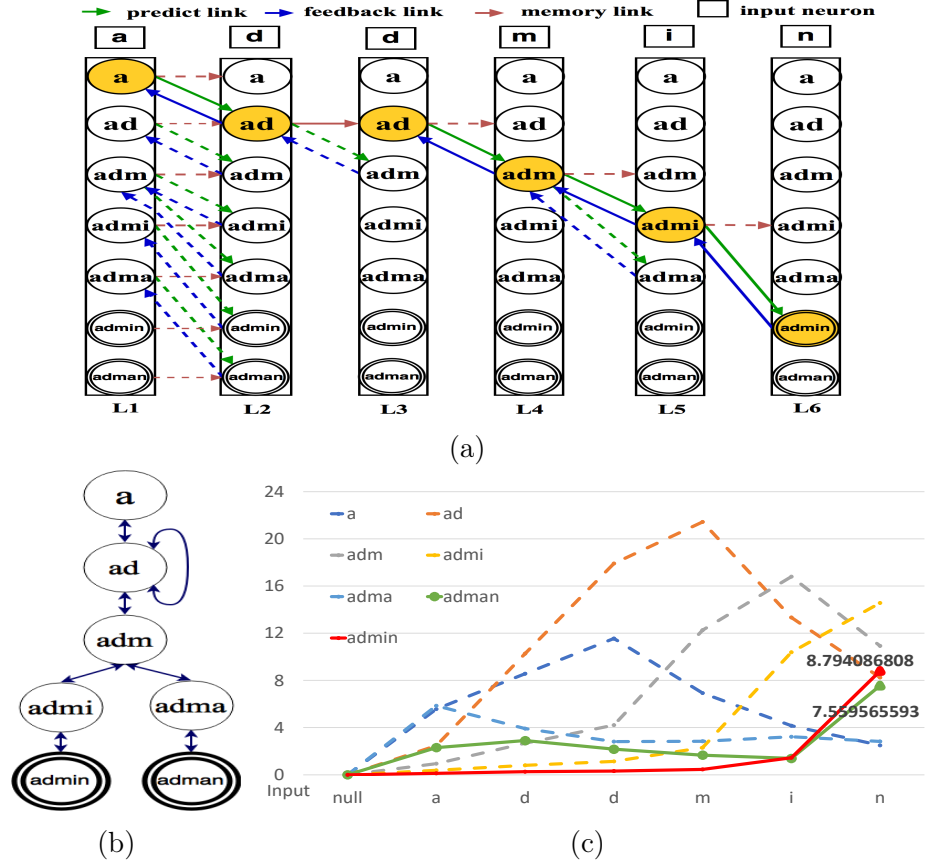 predict link feedback link memory link input neuron
a d d m i n
a a a a a a
ad ad ad ad ad ad
adm adm adm adm adm adm
admi admi admi admi admi admi
adma adma adma adma adma adma
admin admin admin admin admin admin
adman adman adman adman adman adman
L1 L2 L3 L4 L5 L6
(a)
a
ad
adm
admi adma
admin adman
(b)
24
20
16
12
8
4
0
a ad
adm admi
adma adman
admin
8.794086808
7.559565593
Input
null a d d m i n
(c)